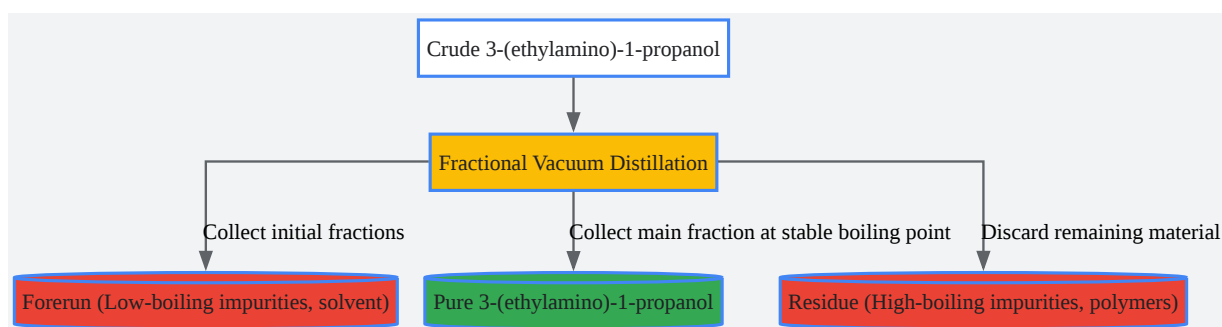 Crude 3-(ethylamino)-1-propanol
Fractional Vacuum Distillation
Collect initial fractions
Collect main fraction at stable boiling point
Discard remaining material
Forerun (Low-boiling impurities, solvent)
Pure 3-(ethylamino)-1-propanol
Residue (High-boiling impurities, polymers)